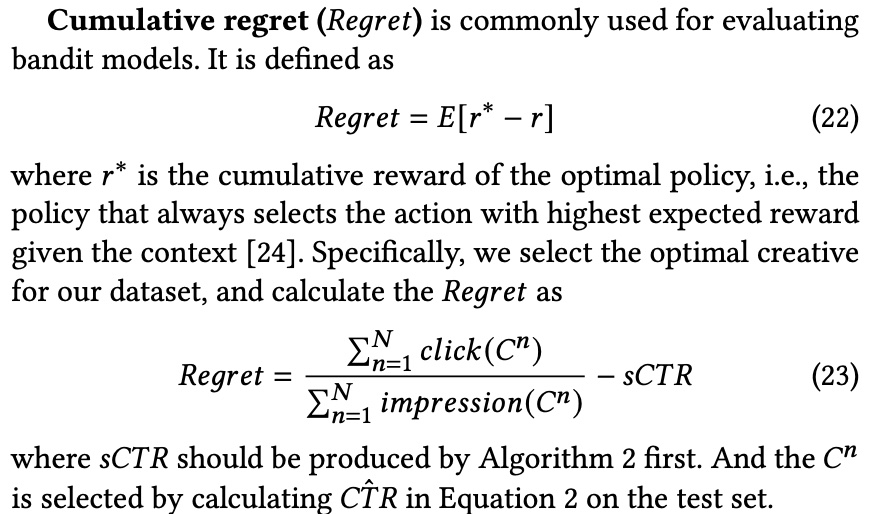 Cumulative regret (Regret) is commonly used for evaluating
bandit models. It is defined as
Regret = E[r* − r] (22)
where r* is the cumulative reward of the optimal policy, i.e., the
policy that always selects the action with highest expected reward
given the context [24]. Specifically, we select the optimal creative
for our dataset, and calculate the Regret as
Regret = \frac{\sum_{n=1}^{N} click(C^n)}{\sum_{n=1}^{N} impression(C^n)} − sCTR (23)
where sCTR should be produced by Algorithm 2 first. And the C^n
is selected by calculating CT̂R in Equation 2 on the test set.